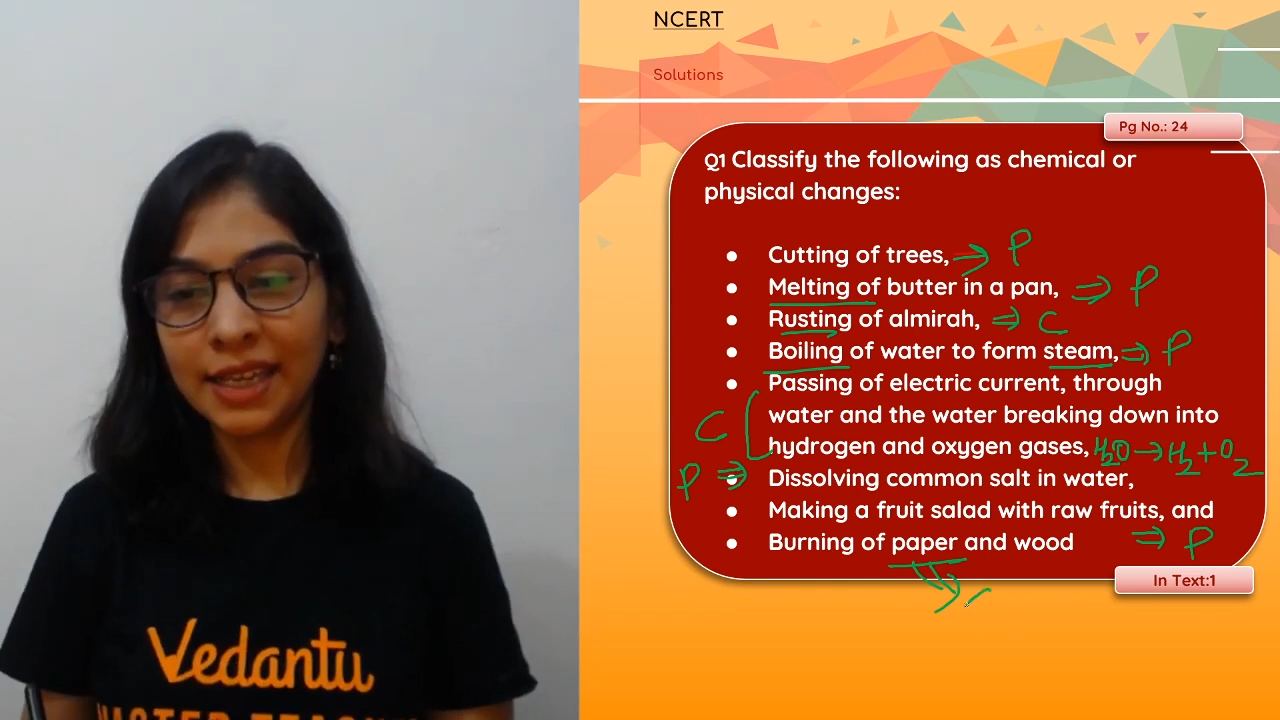 NCERT
Solutions
Pg No.: 24
Q1 Classify the following as chemical or
physical changes:
● Cutting of trees, → P
● Melting of butter in a pan, ⇒ P
● Rusting of almirah, ⇒ C
● Boiling of water to form steam, ⇒ P
● Passing of electric current, through
C water and the water breaking down into
hydrogen and oxygen gases, H2O → H2 + O2
P ⇒ ● Dissolving common salt in water,
● Making a fruit salad with raw fruits, and
● Burning of paper and wood ⇒ P
In Text:1
Vedantu